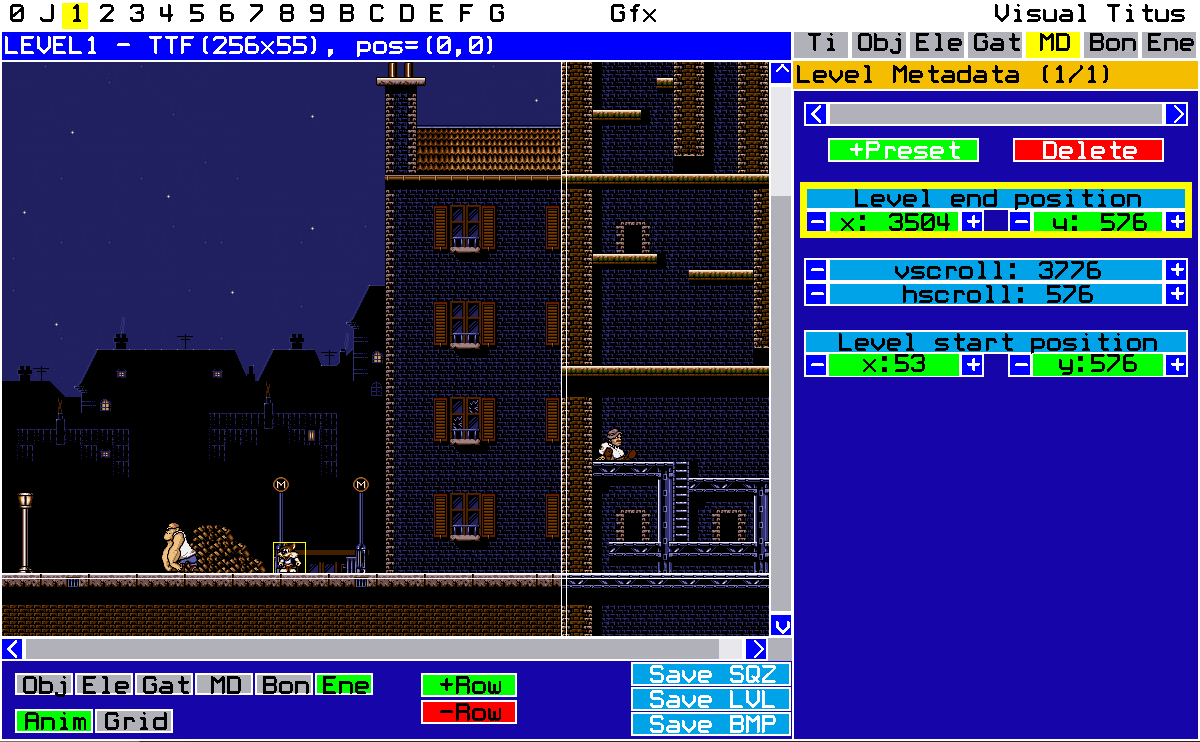 0 J 1 2 3 4 5 6 7 8 9 B C D E F G Gfx Visual Titus
LEVEL1 - TTF(256x55), pos=(0,0)
Ti Obj Ele Gat MD Bon Ene
Level Metadata (1/1)
< >
+Preset Delete
Level end position
- x: 3504 + - y: 576 +
- vscroll: 3776 +
- hscroll: 576 +
Level start position
- x:53 + - y:576 +
M M
Obj Ele Gat MD Bon Ene
Anim Grid
+Row
-Row
Save SQZ
Save LVL
Save BMP